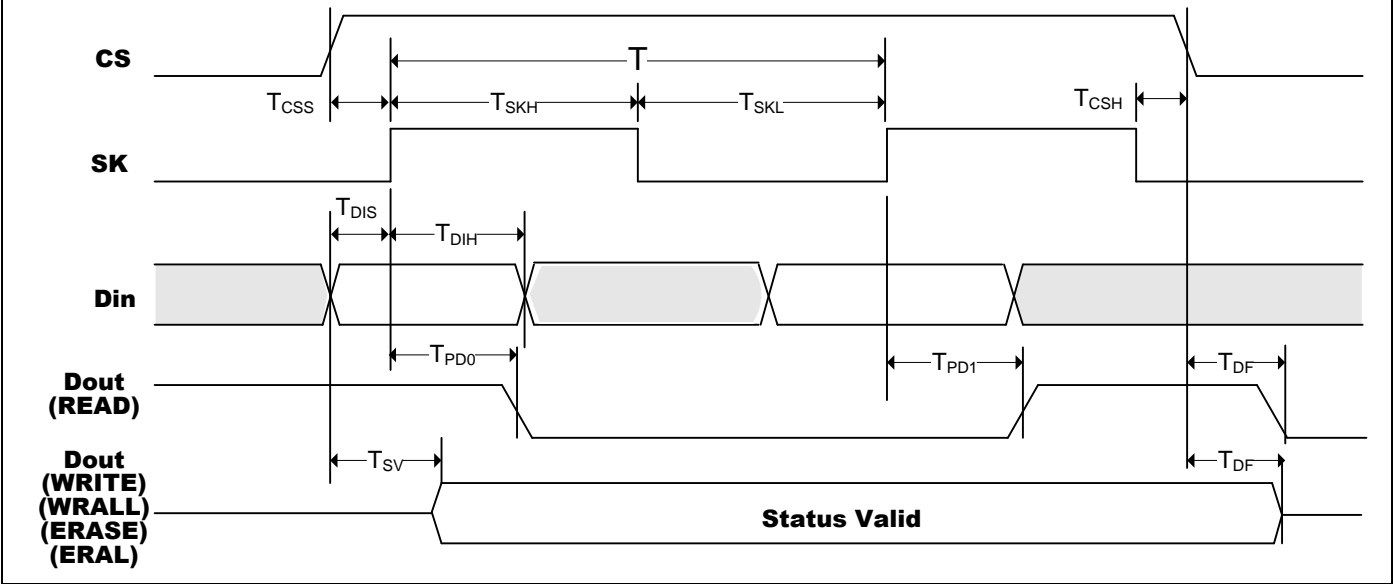 CS
T
TCSS
TSKH
TSKL
TCSH
SK
TDIS
TDIH
Din
TPD0
TPD1
TDF
Dout
(READ)
Dout
(WRITE)
(WRALL)
(ERASE)
(ERAL)
TSV
TDF
Status Valid